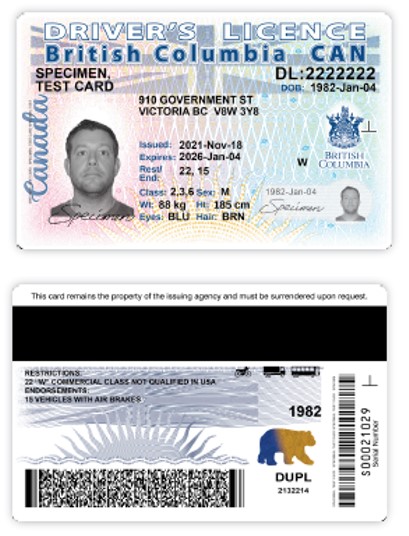 DRIVER'S LICENCE
British Columbia CAN
SPECIMEN,
TEST CARD
DL:2222222
DOB: 1982-Jan-04
910 GOVERNMENT ST
VICTORIA BC V8W 3Y8
Canada
Issued: 2021-Nov-18
Expires: 2026-Jan-04
Rest/
End: 22, 15
W
BRITISH
COLUMBIA
Class: 2,3,6 Sex: M
Wt: 88 kg Ht: 185 cm
Eyes: BLU Hair: BRN
Specimen
1982-Jan-04
Specimen
This card remains the property of the issuing agency and must be surrendered upon request.
RESTRICTIONS:
22 "W" COMMERCIAL CLASS NOT QUALIFIED IN USA
ENDORSEMENTS:
15 VEHICLES WITH AIR BRAKES
1982
DUPL
2132214
S00021029
Serial Number